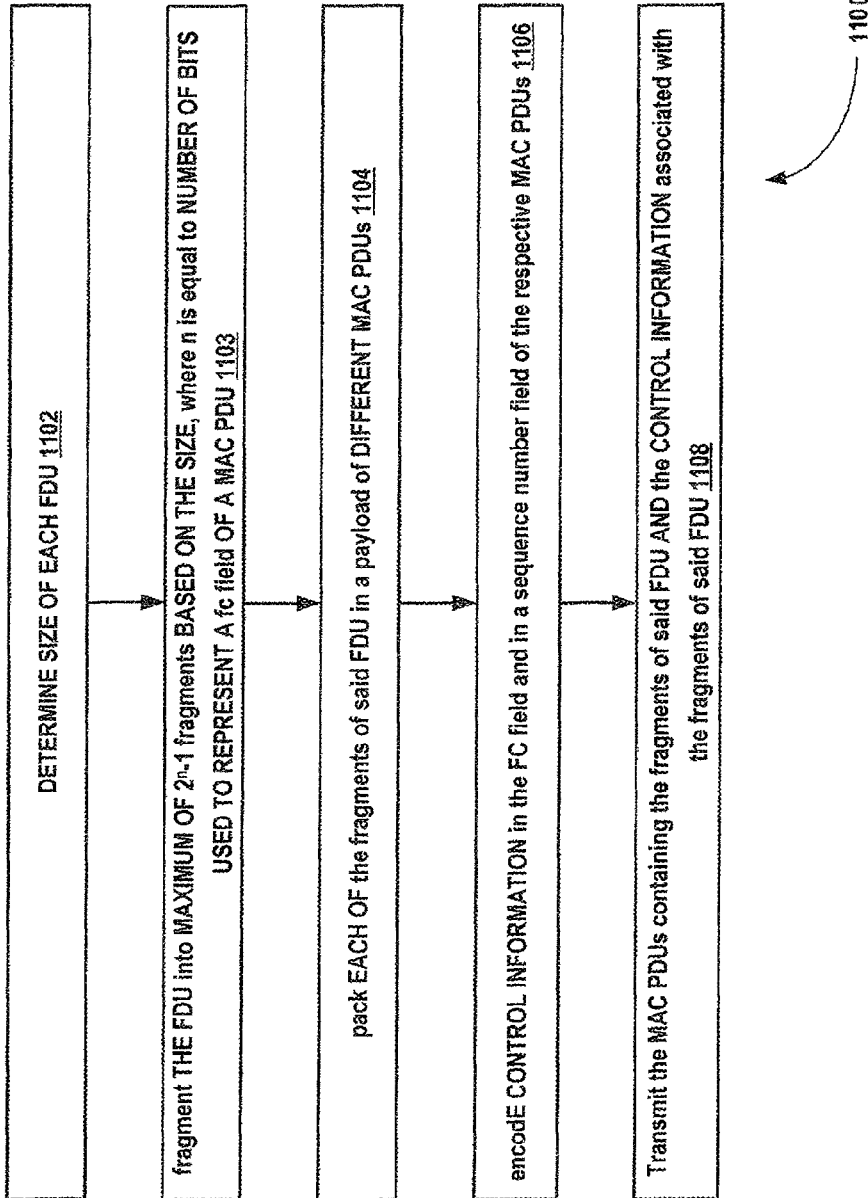 DETERMINE SIZE OF EACH FDU 1102
fragment THE FDU into MAXIMUM OF 2ⁿ-1 fragments BASED ON THE SIZE, where n is equal to NUMBER OF BITS
USED TO REPRESENT A fc field OF A MAC PDU 1103
pack EACH OF the fragments of said FDU in a payload of DIFFERENT MAC PDUs 1104
encodE CONTROL INFORMATION in the FC field and in a sequence number field of the respective MAC PDUs 1106
Transmit the MAC PDUs containing the fragments of said FDU AND the CONTROL INFORMATION associated with
the fragments of said FDU 1108
1100